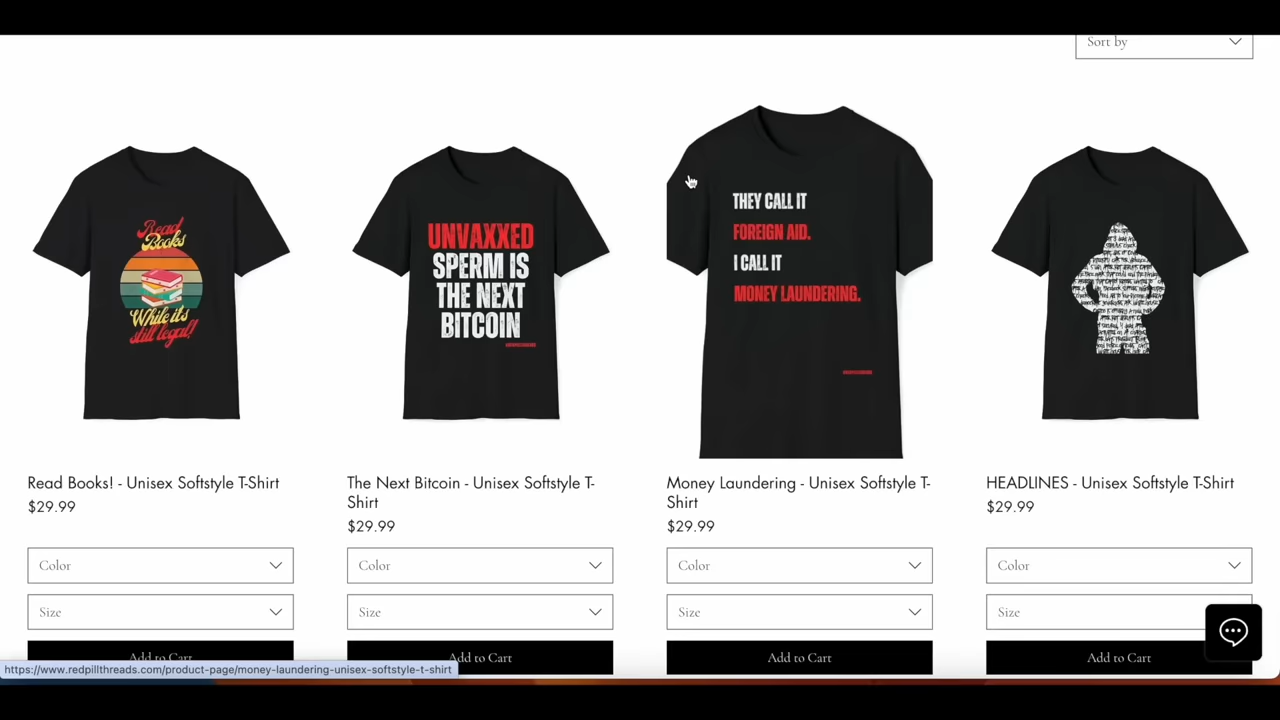 Sort by
Read
Books
While it's
still legal!
UNVAXXED
SPERM IS
THE NEXT
BITCOIN
THEY CALL IT
FOREIGN AID.
I CALL IT
MONEY LAUNDERING.
Read Books! - Unisex Softstyle T-Shirt
$29.99
The Next Bitcoin - Unisex Softstyle T-
Shirt
$29.99
Money Laundering - Unisex Softstyle T-
Shirt
$29.99
HEADLINES - Unisex Softstyle T-Shirt
$29.99
Color
Color
Color
Color
Size
Size
Size
Size
Add to Cart
Add to Cart
Add to Cart
Add to Cart
https://www.redpillthreads.com/product-page/money-laundering-unisex-softstyle-t-shirt